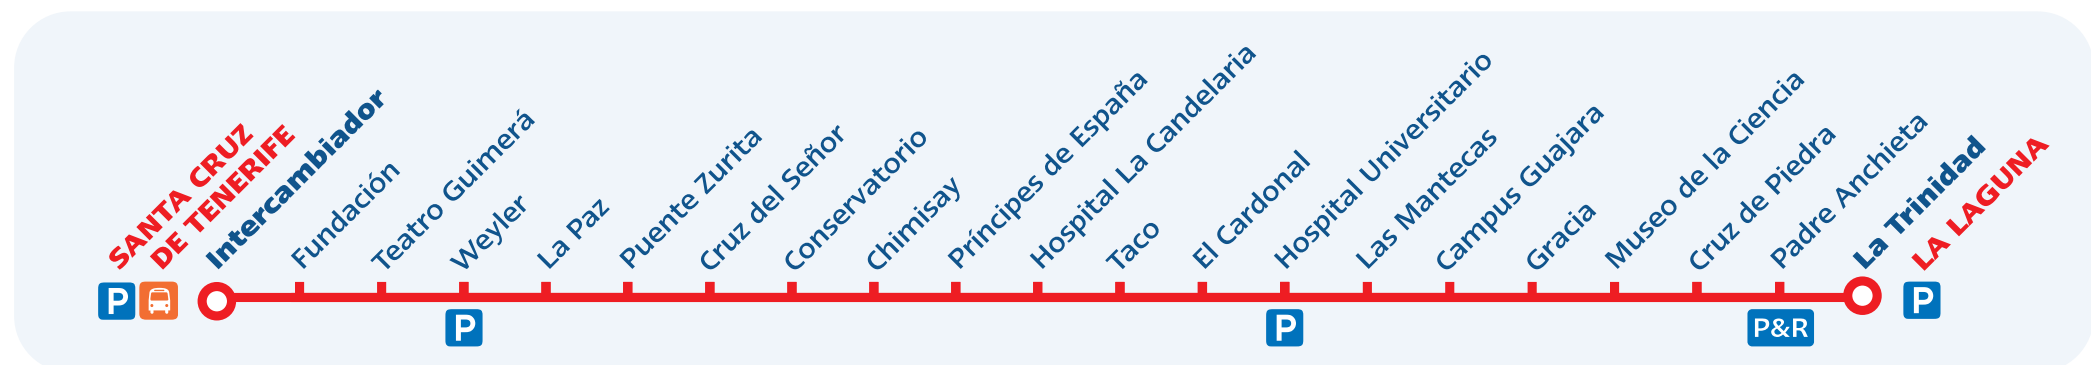 SANTA CRUZ
DE TENERIFE
Intercambiador
Fundación
Teatro Guimerá
Weyler
La Paz
Puente Zurita
Cruz del Señor
Conservatorio
Chimisay
Príncipes de España
Hospital La Candelaria
Taco
El Cardonal
Hospital Universitario
Las Mantecas
Campus Guajara
Gracia
Museo de la Ciencia
Cruz de Piedra
Padre Anchieta
La Trinidad
LA LAGUNA
P
P
P
P&R
P